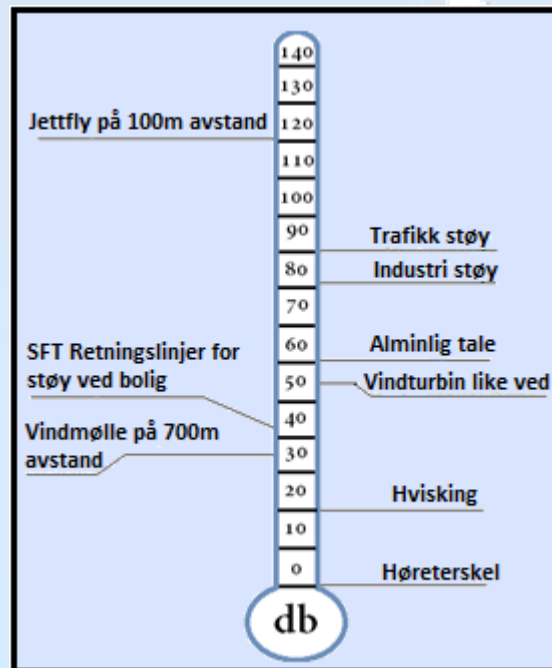 140
130
Jettfly på 100m avstand
120
110
100
90
Trafikk støy
80
Industri støy
70
60
Alminlig tale
SFT Retningslinjer for
støy ved bolig
50
Vindturbin like ved
40
Vindmølle på 700m
avstand
30
20
Hvisking
10
0
Høreterskel
db